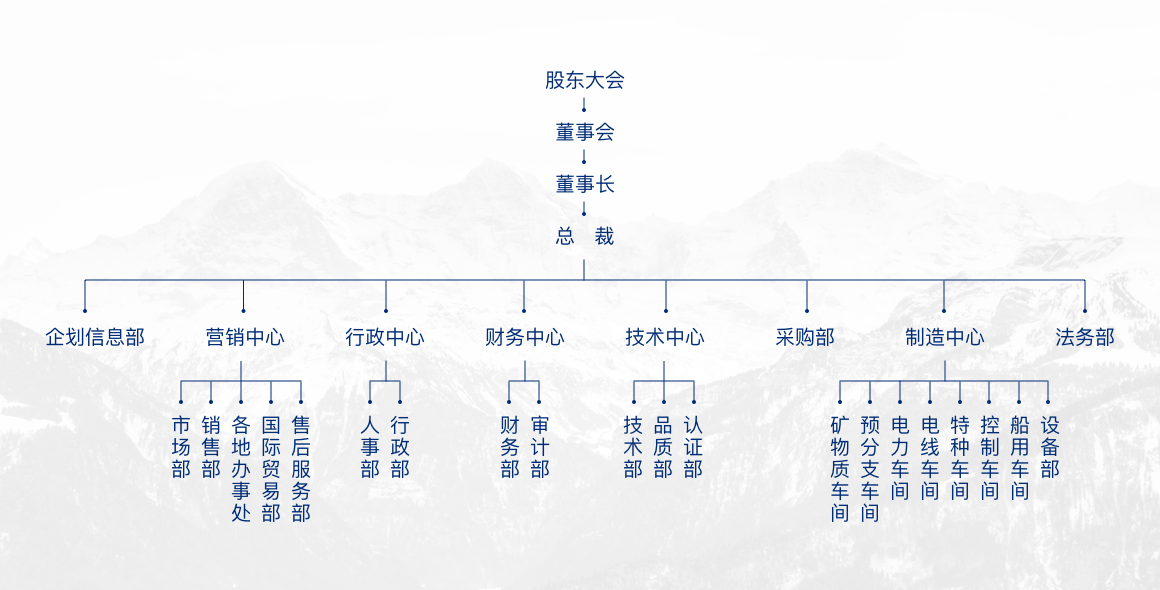 股东大会
董事会
董事长
总 裁
企划信息部
营销中心
行政中心
财务中心
技术中心
采购部
制造中心
法务部
市场部
销售部
各地办事处
国际贸易部
售后服务部
人事部
行政部
财务部
审计部
技术部
品质部
认证部
矿物质车间
预分支车间
电力车间
电线车间
特种车间
控制车间
船用车间
设备部